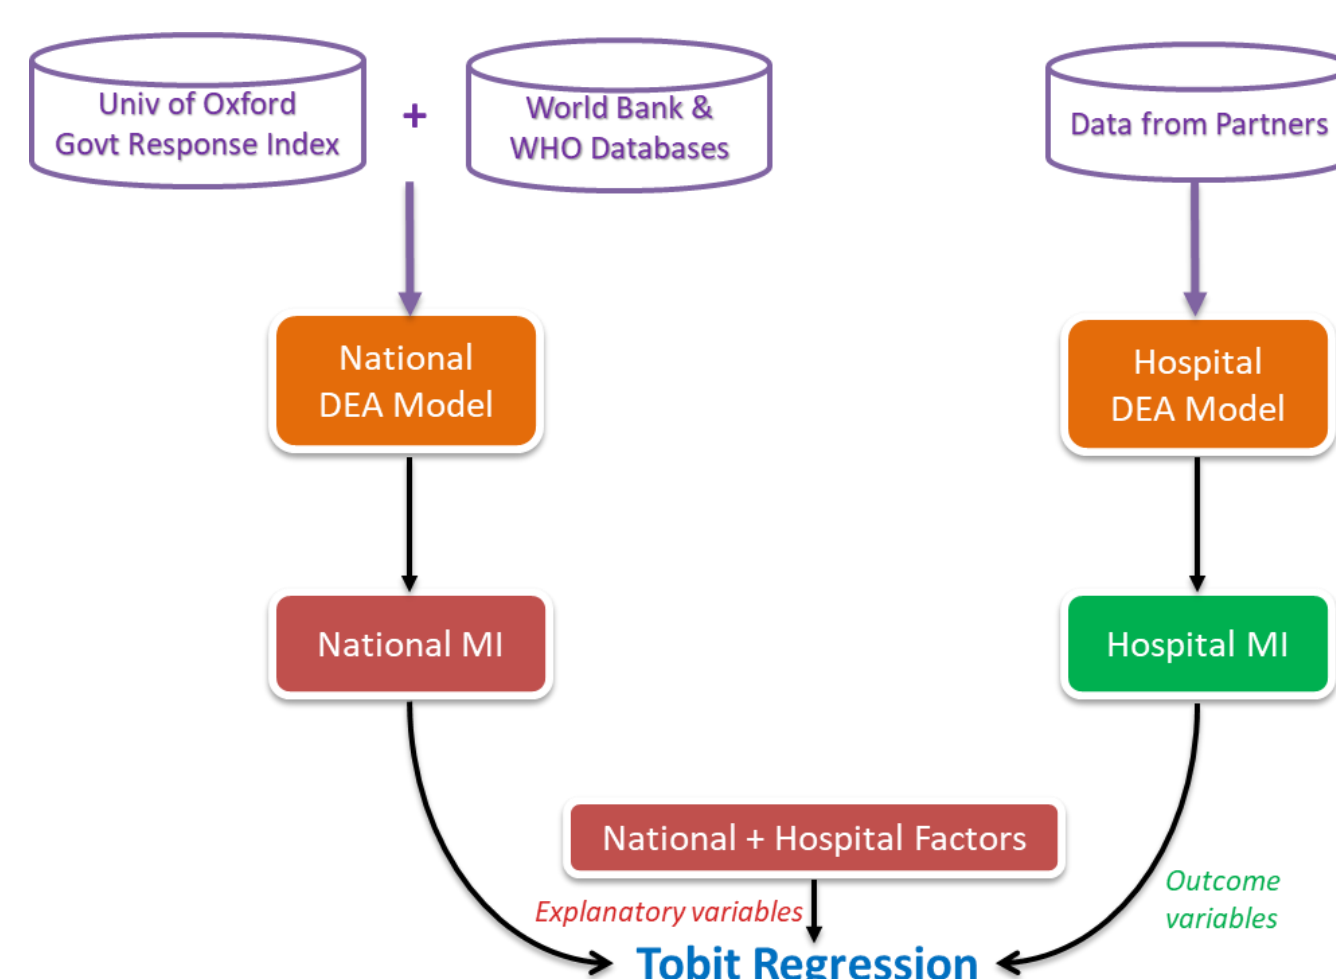 Univ of Oxford
Govt Response Index
+
World Bank &
WHO Databases
Data from Partners
National
DEA Model
Hospital
DEA Model
National MI
Hospital MI
National + Hospital Factors
Explanatory variables
Outcome
variables
Tobit Regression